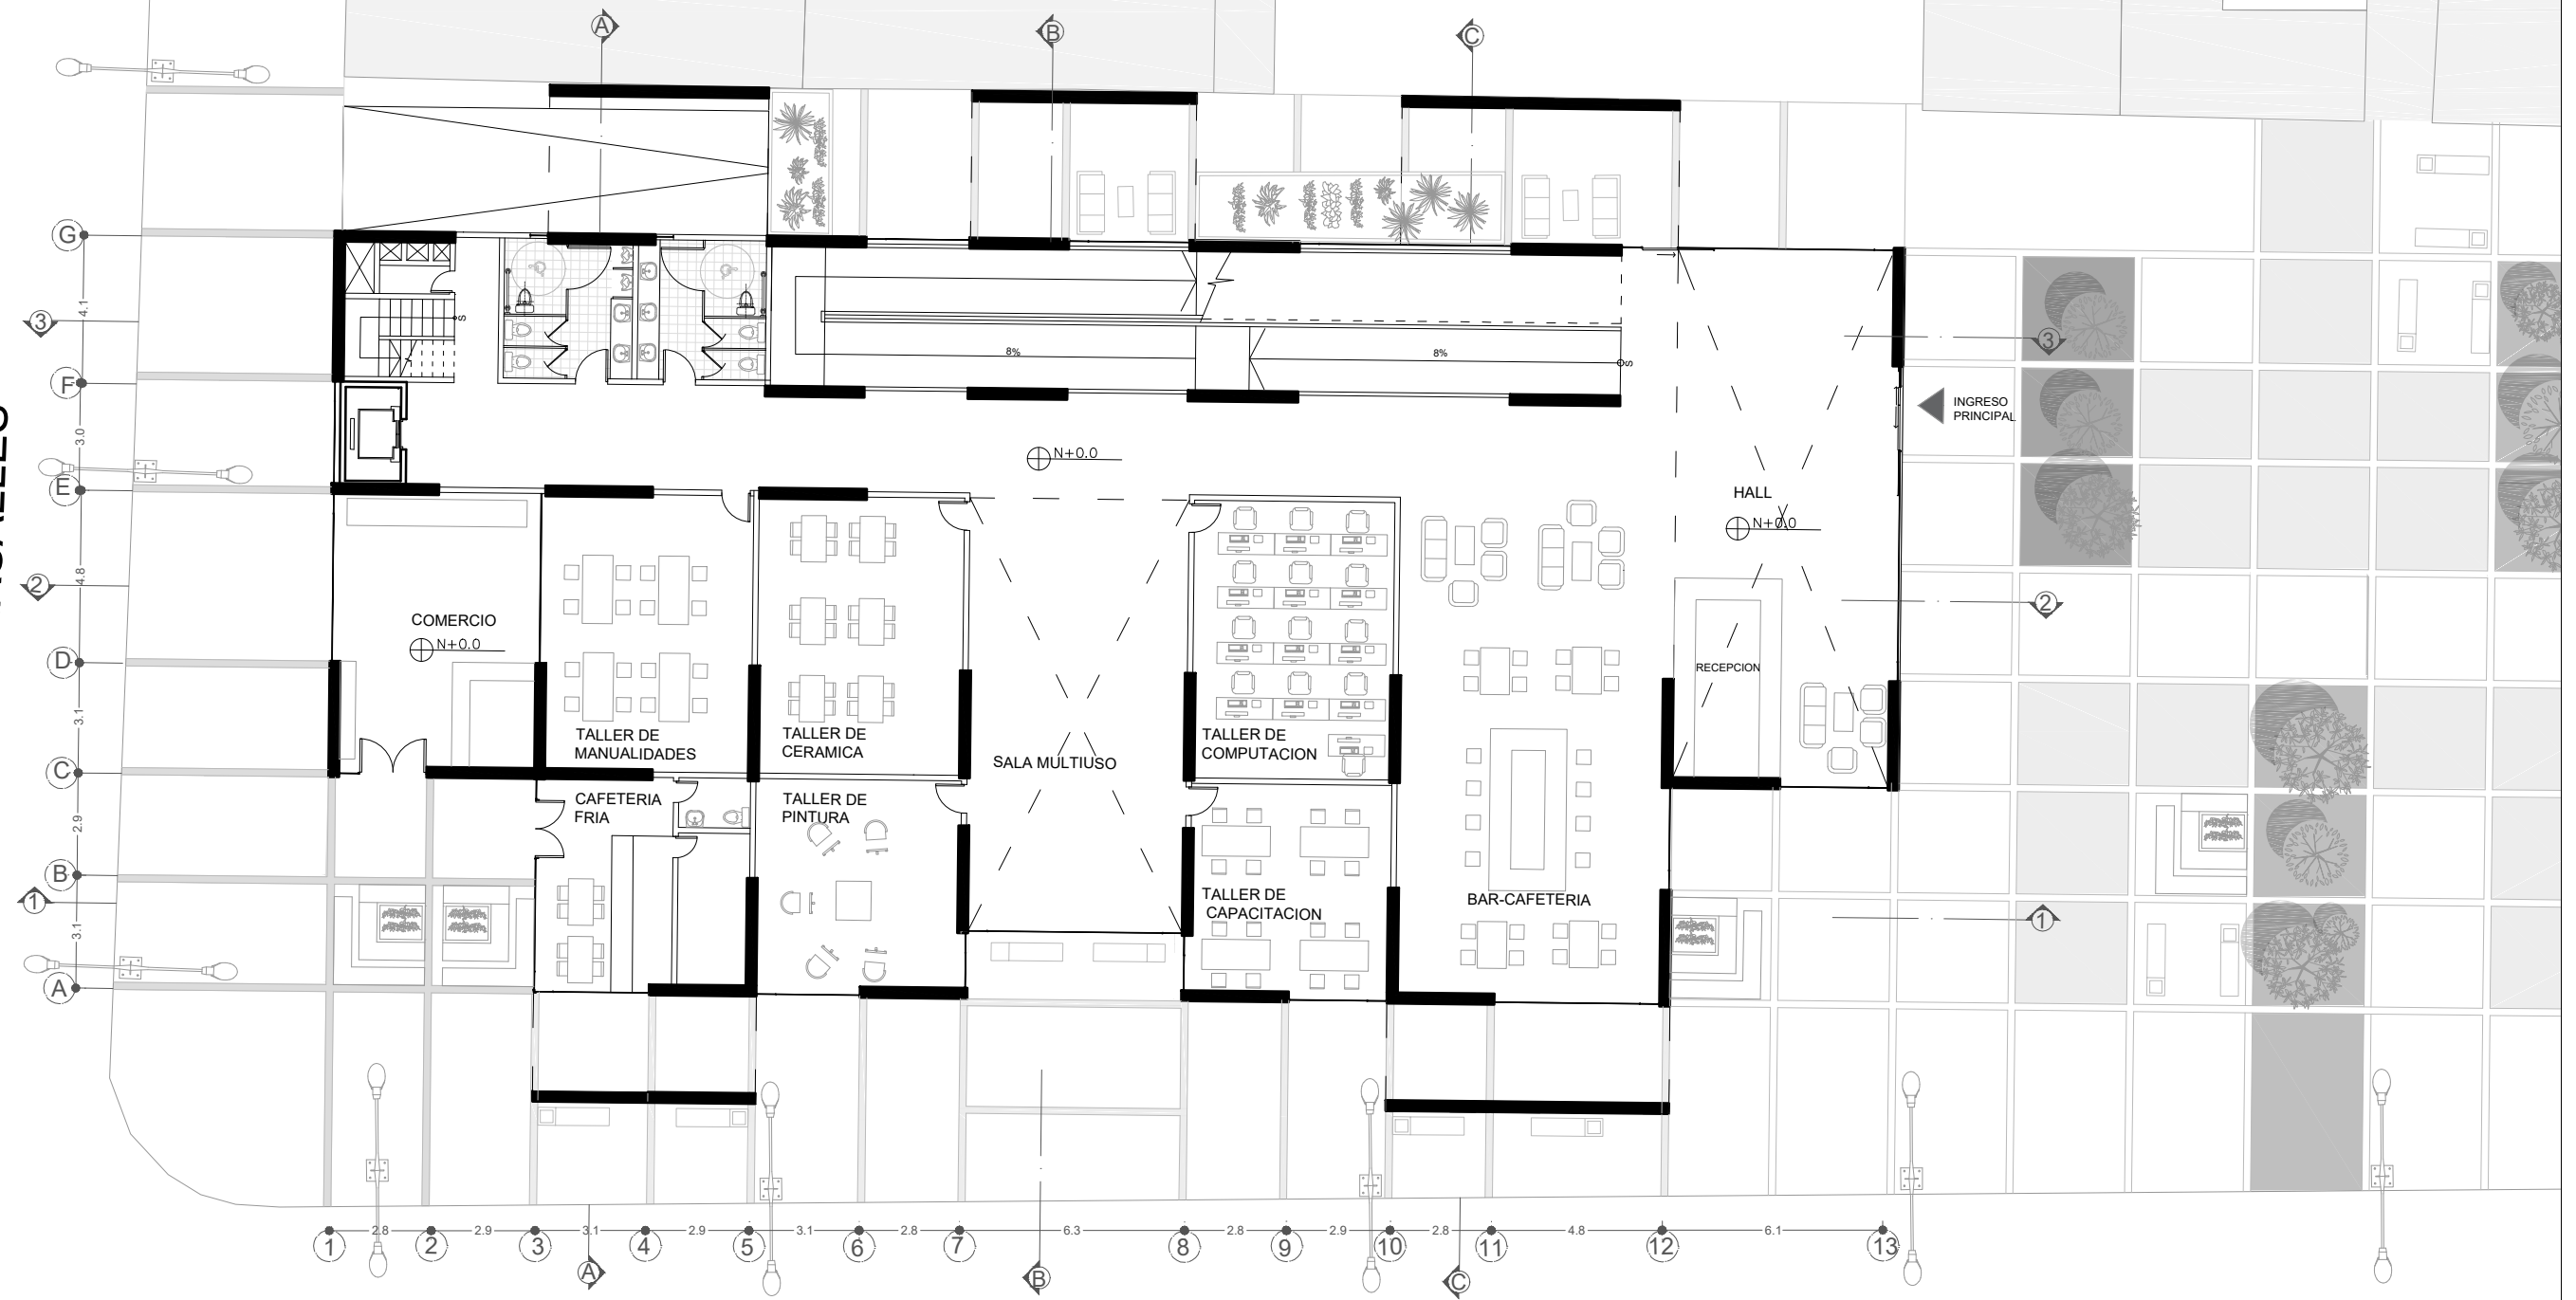 A
B
C
G
4.1
3
S
8%
8%
S
3
F
3.0
INGRESO
PRINCIPAL
N+0.0
E
HALL
N+0.0
4.8
2
2
COMERCIO
N+0.0
D
RECEPCION
3.1
TALLER DE
MANUALIDADES
TALLER DE
CERAMICA
SALA MULTIUSO
TALLER DE
COMPUTACION
C
CAFETERIA
FRIA
TALLER DE
PINTURA
2.9
B
TALLER DE
CAPACITACION
BAR-CAFETERIA
1
1
3.1
A
2.8
2.9
3.1
2.9
3.1
2.8
6.3
2.8
2.9
2.8
4.8
6.1
1
2
3
4
5
6
7
8
9
10
11
12
13
A
B
C